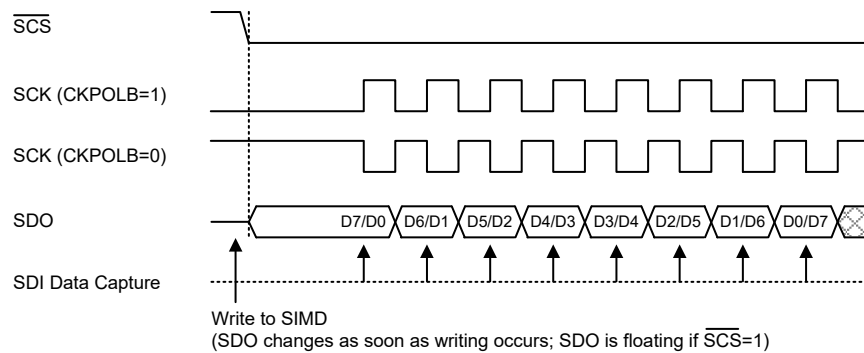 SCS
SCK (CKPOLB=1)
SCK (CKPOLB=0)
SDO
D7/D0 D6/D1 D5/D2 D4/D3 D3/D4 D2/D5 D1/D6 D0/D7
SDI Data Capture
Write to SIMD
(SDO changes as soon as writing occurs; SDO is floating if SCS=1)